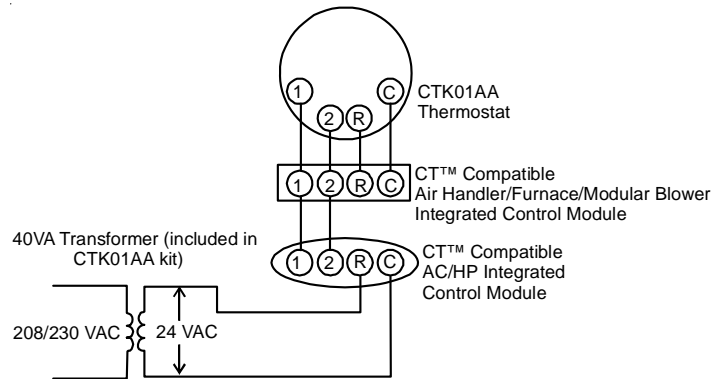 1
C
CTK01AA
Thermostat
2 R
1 2 R C
CT™ Compatible
Air Handler/Furnace/Modular Blower
Integrated Control Module
40VA Transformer (included in
CTK01AA kit)
1 2 R C
CT™ Compatible
AC/HP Integrated
Control Module
208/230 VAC
24 VAC